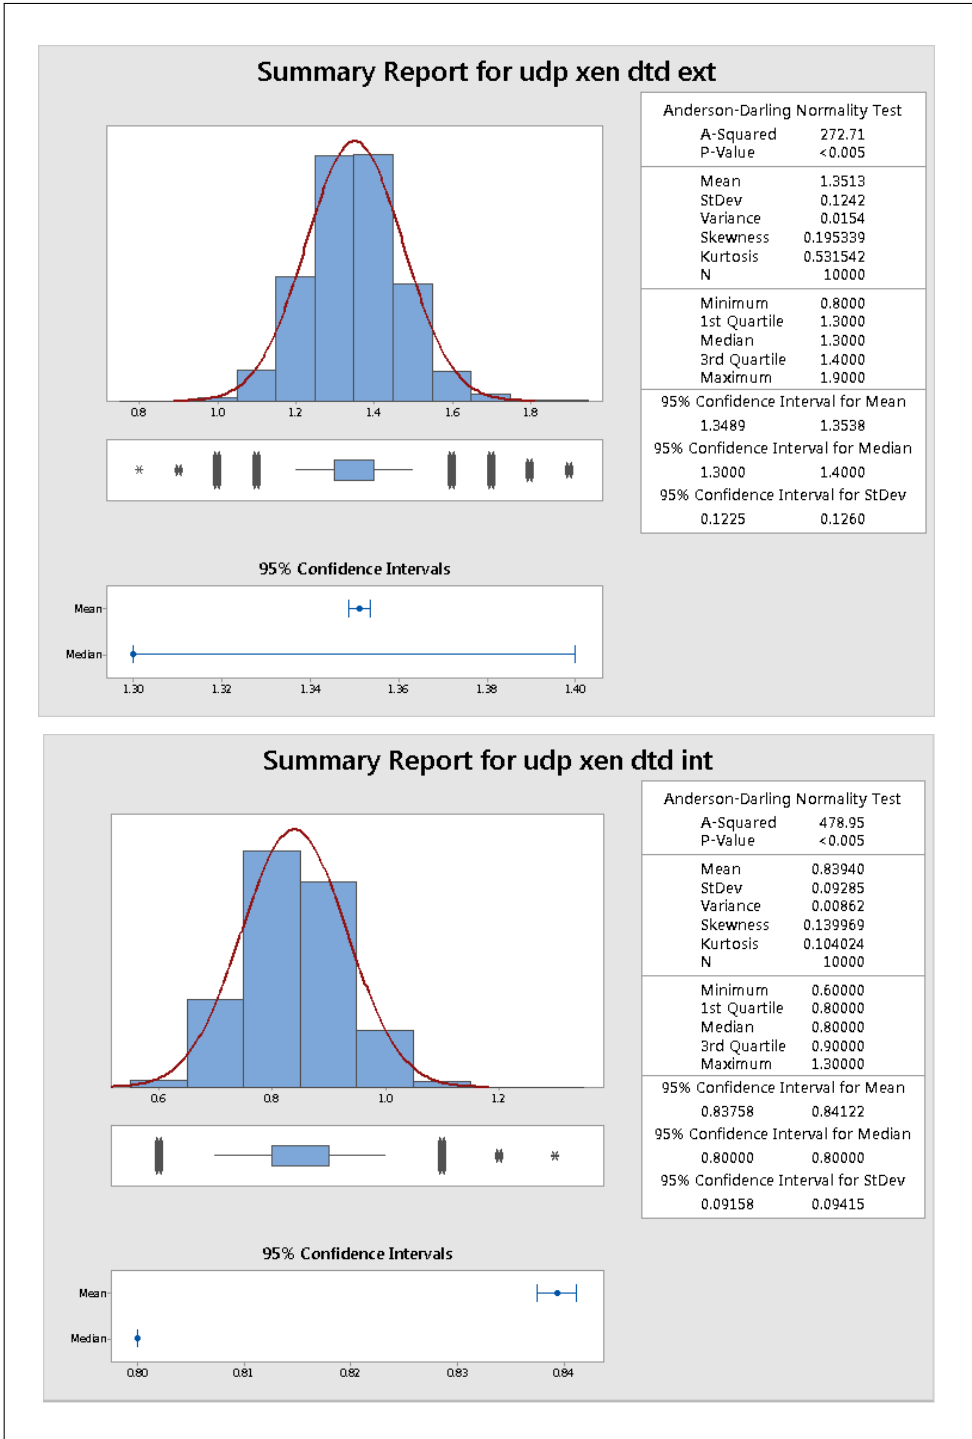 Summary Report for udp xen dtd ext
Anderson-Darling Normality Test
A-Squared 272.71
P-Value <0.005
Mean 1.3513
StDev 0.1242
Variance 0.0154
Skewness 0.195339
Kurtosis 0.531542
N 10000
Minimum 0.8000
1st Quartile 1.3000
Median 1.3000
3rd Quartile 1.4000
Maximum 1.9000
95% Confidence Interval for Mean
1.3489 1.3538
95% Confidence Interval for Median
1.3000 1.4000
95% Confidence Interval for StDev
0.1225 0.1260
0.8 1.0 1.2 1.4 1.6 1.8
95% Confidence Intervals
Mean
Median
1.30 1.32 1.34 1.36 1.38 1.40
Summary Report for udp xen dtd int
Anderson-Darling Normality Test
A-Squared 478.95
P-Value <0.005
Mean 0.83940
StDev 0.09285
Variance 0.00862
Skewness 0.139969
Kurtosis 0.104024
N 10000
Minimum 0.60000
1st Quartile 0.80000
Median 0.80000
3rd Quartile 0.90000
Maximum 1.30000
95% Confidence Interval for Mean
0.83758 0.84122
95% Confidence Interval for Median
0.80000 0.80000
95% Confidence Interval for StDev
0.09158 0.09415
0.6 0.8 1.0 1.2
95% Confidence Intervals
Mean
Median
0.80 0.81 0.82 0.83 0.84